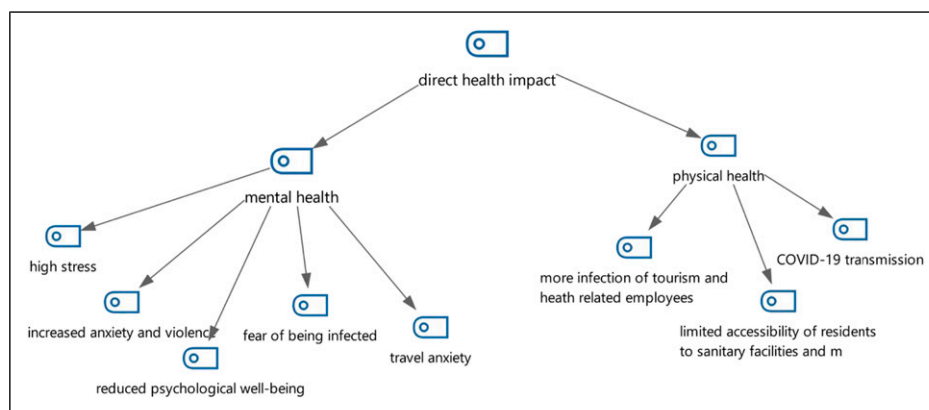 direct health impact
mental health
physical health
high stress
increased anxiety and violence
reduced psychological well-being
fear of being infected
travel anxiety
more infection of tourism and
heath related employees
limited accessibility of residents
to sanitary facilities and m
COVID-19 transmission